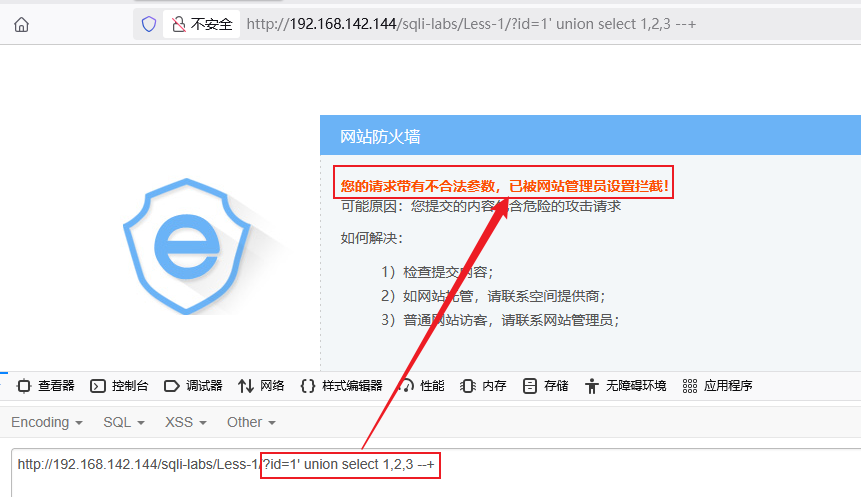 不安全 http://192.168.142.144/sqli-labs/Less-1/?id=1' union select 1,2,3 --+
网站防火墙
您的请求带有不合法参数，已被网站管理员设置拦截！
可能原因：您提交的内容包含危险的攻击请求
如何解决：
1）检查提交内容；
2）如网站托管，请联系空间提供商；
3）普通网站访客，请联系网站管理员；
查看器 控制台 调试器 网络 样式编辑器 性能 内存 存储 无障碍环境 应用程序
Encoding SQL XSS Other
http://192.168.142.144/sqli-labs/Less-1/?id=1' union select 1,2,3 --+